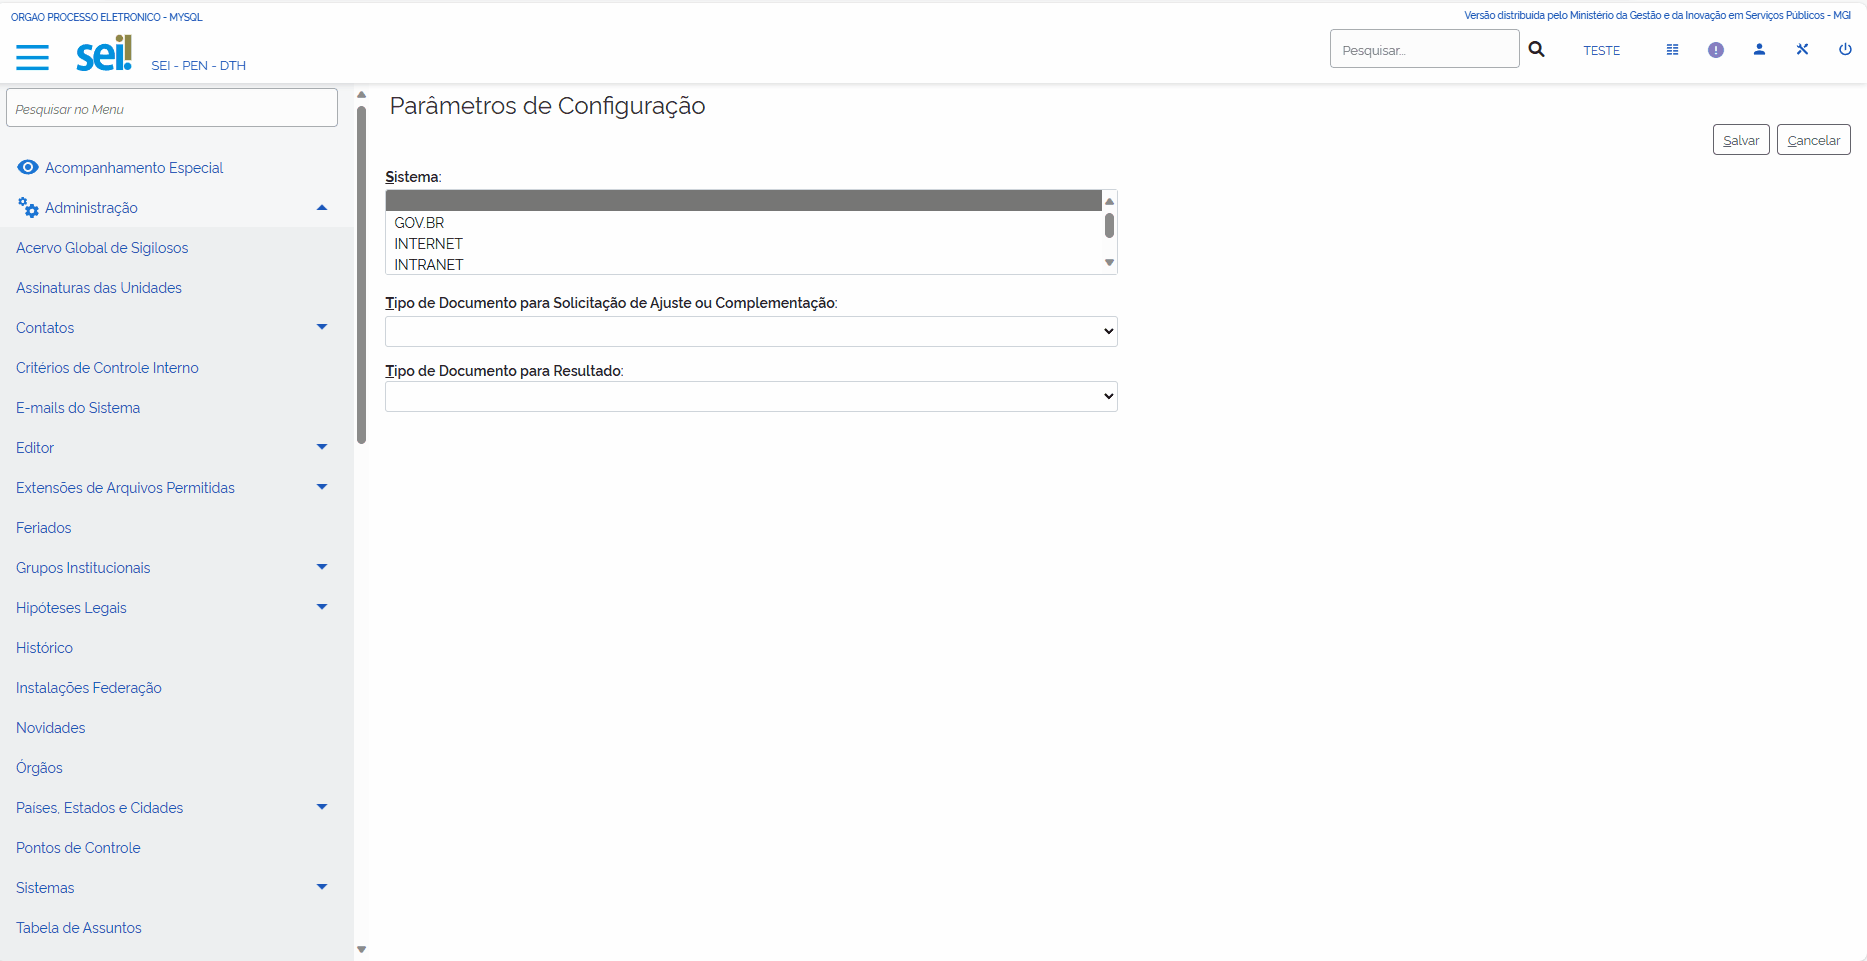 ORGAO PROCESSO ELETRONICO - MYSQL
Versão distribuída pelo Ministério da Gestão e da Inovação em Serviços Públicos - MGI
sei!
SEI - PEN - DTH
Pesquisar...
TESTE
Pesquisar no Menu
Acompanhamento Especial
Administração
Acervo Global de Sigilosos
Assinaturas das Unidades
Contatos
Critérios de Controle Interno
E-mails do Sistema
Editor
Extensões de Arquivos Permitidas
Feriados
Grupos Institucionais
Hipóteses Legais
Histórico
Instalações Federação
Novidades
Órgãos
Países, Estados e Cidades
Pontos de Controle
Sistemas
Tabela de Assuntos
Parâmetros de Configuração
Salvar
Cancelar
Sistema:
GOV.BR
INTERNET
INTRANET
Tipo de Documento para Solicitação de Ajuste ou Complementação:
Tipo de Documento para Resultado: